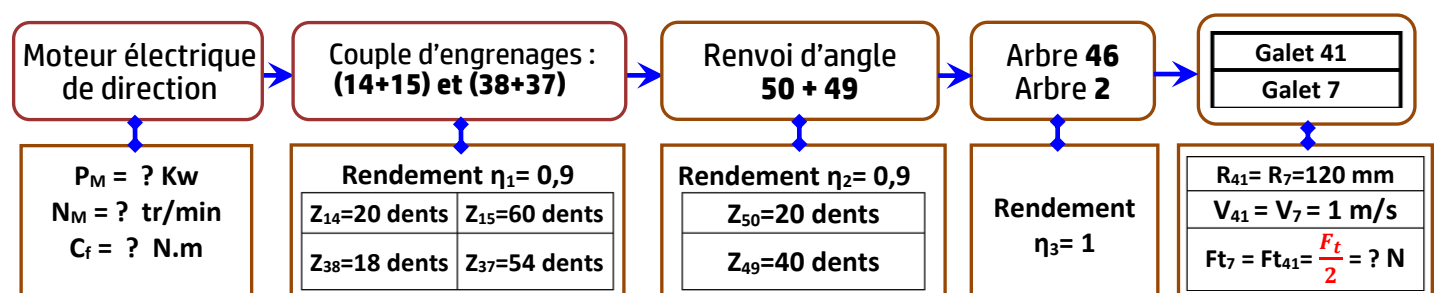 Moteur électrique
de direction
Couple d'engrenages :
(14+15) et (38+37)
Renvoi d'angle
50 + 49
Arbre 46
Arbre 2
Galet 41
Galet 7
P_M = ? Kw
N_M = ? tr/min
C_f = ? N.m
Rendement η₁= 0,9
Z₁₄=20 dents Z₁₅=60 dents
Z₃₈=18 dents Z₃₇=54 dents
Rendement η₂= 0,9
Z₅₀=20 dents
Z₄₉=40 dents
Rendement
η₃= 1
R₄₁= R₇=120 mm
V₄₁ = V₇ = 1 m/s
Ft₇ = Ft₄₁= F_t/2 = ? N